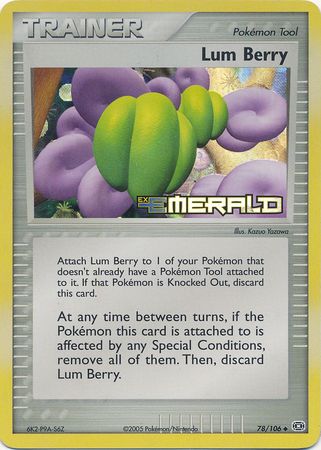 TRAINER
Pokémon Tool
Lum Berry
EX EMERALD
Illus. Kazuo Yazawa
Attach Lum Berry to 1 of your Pokémon that
doesn't already have a Pokémon Tool attached
to it. If that Pokémon is Knocked Out, discard
this card.
At any time between turns, if the
Pokémon this card is attached to is
affected by any Special Conditions,
remove all of them. Then, discard
Lum Berry.
6K2-P9A-S6Z
©2005 Pokémon/Nintendo
78/106 ◆